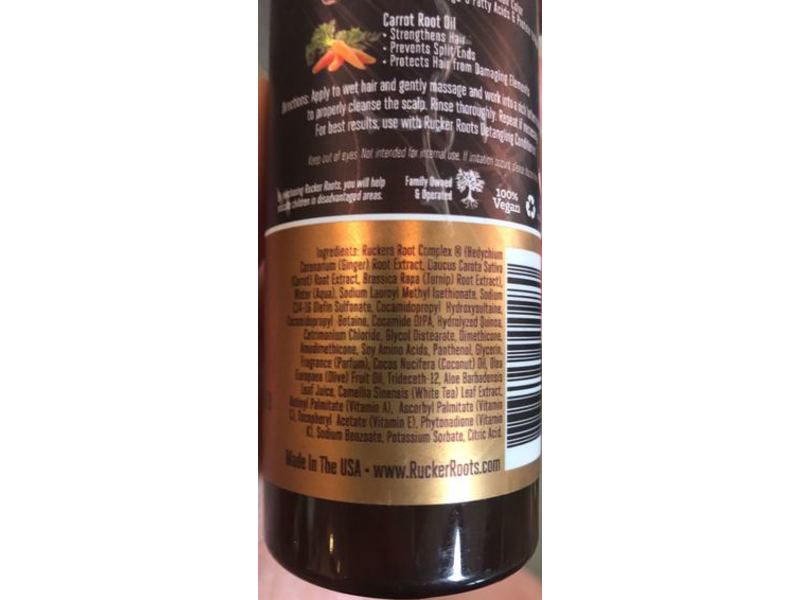 Color
3 Fatty Acids & Protein
Carrot Root Oil
• Strengthens Hair
• Prevents Split Ends
• Protects Hair from Damaging Elements
Directions: Apply to wet hair and gently massage and work into a rich
to properly cleanse the scalp. Rinse thoroughly. Repeat if
For best results, use with Rucker Roots Detangling
Keep out of eyes. Not intended for internal use. If
Rucker Roots, you will help
children in disadvantaged areas.
Family Owned
& Operated
100%
Vegan
Ingredients: Ruckers Root Complex ® (Hedychium
Coronarium (Ginger) Root Extract, Daucus Carota Sativa
(Carrot) Root Extract, Brassica Rapa (Turnip) Root Extract),
Water (Aqua), Sodium Lauroyl Methyl Isethionate, Sodium
C14-16 Olefin Sulfonate, Cocamidopropyl Hydroxysultaine,
Cocamidopropyl Betaine, Cocamide DIPA, Hydrolyzed Quinoa,
Cetrimonium Chloride, Glycol Distearate, Dimethicone,
Amodimethicone, Soy Amino Acids, Panthenol, Glycerin,
Fragrance (Parfum), Cocos Nucifera (Coconut) Oil, Olea
Europaea (Olive) Fruit Oil, Trideceth-12, Aloe Barbadensis
Leaf Juice, Camellia Sinensis (White Tea) Leaf Extract,
Retinyl Palmitate (Vitamin A), Ascorbyl Palmitate (Vitamin
C), Tocopheryl Acetate (Vitamin E), Phytonadione (Vitamin
K), Sodium Benzoate, Potassium Sorbate, Citric Acid.
Made In The USA • www.RuckerRoots.com